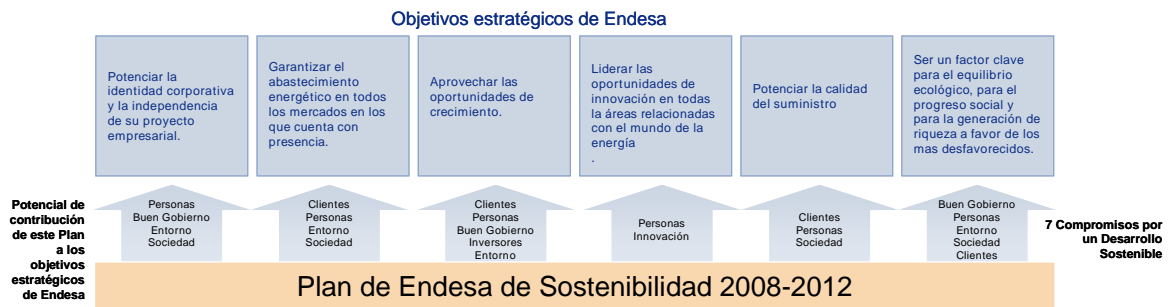 Objetivos estratégicos de Endesa
Potenciar la
identidad corporativa
y la independencia
de su proyecto
empresarial.
Garantizar el
abastecimiento
energético en todos
los mercados en los
que cuenta con
presencia.
Aprovechar las
oportunidades de
crecimiento.
Liderar las
oportunidades de
innovación en todas
la áreas relacionadas
con el mundo de la
energía
.
Potenciar la calidad
del suministro
Ser un factor clave
para el equilibrio
ecológico, para el
progreso social y
para la generación de
riqueza a favor de los
mas desfavorecidos.
Potencial de
contribución
de este Plan
a los
objetivos
estratégicos
de Endesa
Personas
Buen Gobierno
Entorno
Sociedad
Clientes
Personas
Entorno
Sociedad
Clientes
Personas
Buen Gobierno
Inversores
Entorno
Personas
Innovación
Clientes
Personas
Sociedad
Buen Gobierno
Personas
Entorno
Sociedad
Clientes
7 Compromisos por
un Desarrollo
Sostenible
Plan de Endesa de Sostenibilidad 2008-2012